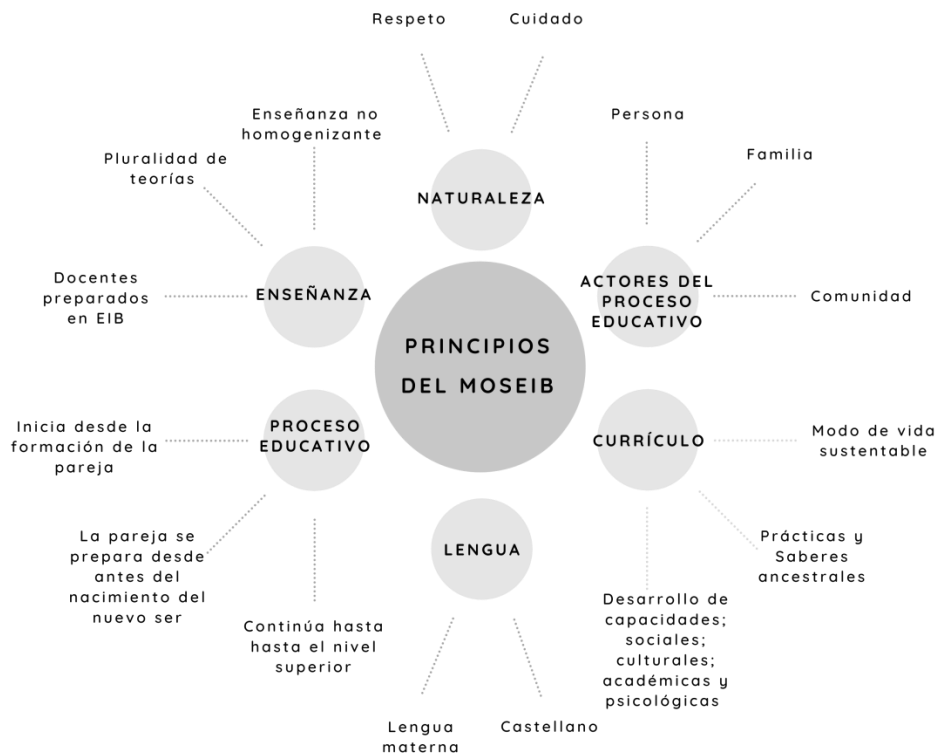 Respeto
Cuidado
Enseñanza no
homogenizante
Persona
Pluralidad de
teorías
Familia
NATURALEZA
Docentes
preparados
en EIB
ENSEÑANZA
ACTORES DEL
PROCESO
EDUCATIVO
Comunidad
PRINCIPIOS
DEL MOSEIB
Inicia desde la
formación de la
pareja
PROCESO
EDUCATIVO
CURRÍCULO
Modo de vida
sustentable
La pareja se
prepara desde
antes del
nacimiento del
nuevo ser
LENGUA
Prácticas y
Saberes
ancestrales
Continúa hasta
hasta el nivel
superior
Desarrollo de
capacidades;
sociales;
culturales;
académicas y
psicológicas
Lengua
materna
Castellano